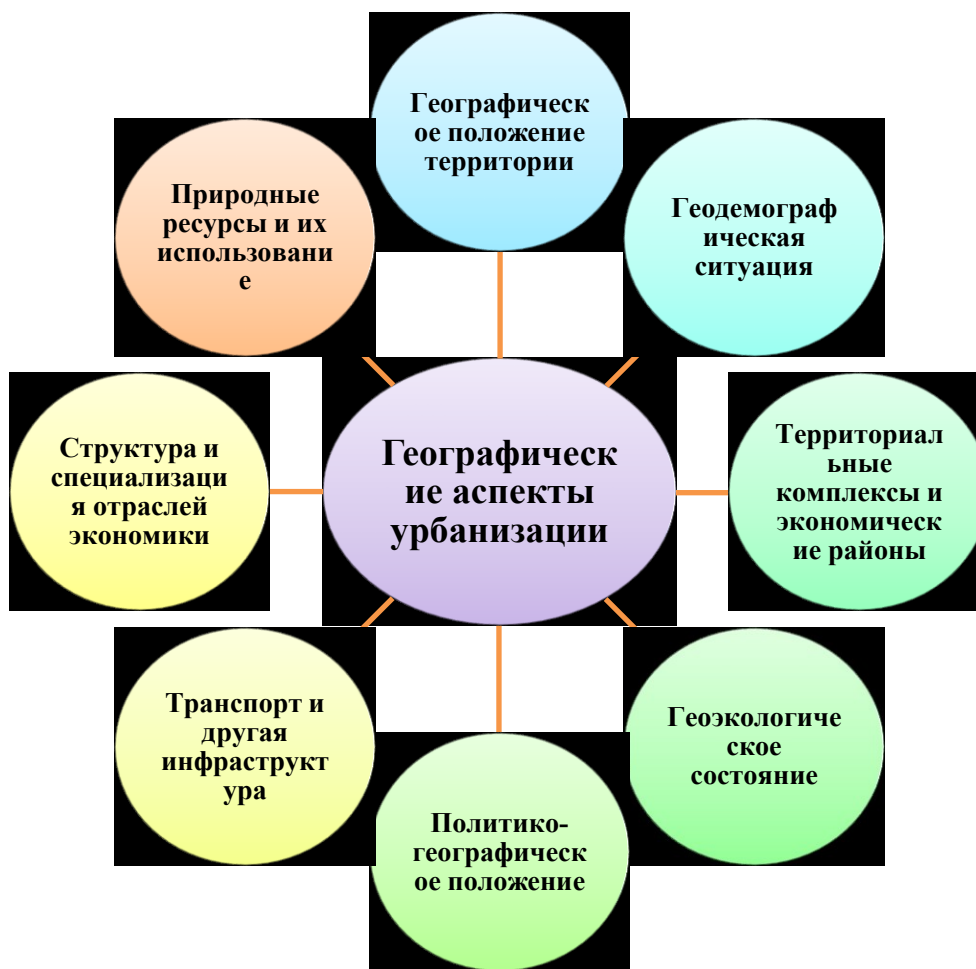 Географическ
ое положение
территории
Природные
ресурсы и их
использовани
е
Геодемограф
ическая
ситуация
Структура и
специализаци
я отраслей
экономики
Географическ
ие аспекты
урбанизации
Территориал
ьные
комплексы и
экономическ
ие районы
Транспорт и
другая
инфраструкт
ура
Геоэкологиче
ское
состояние
Политико-
географическ
ое положение